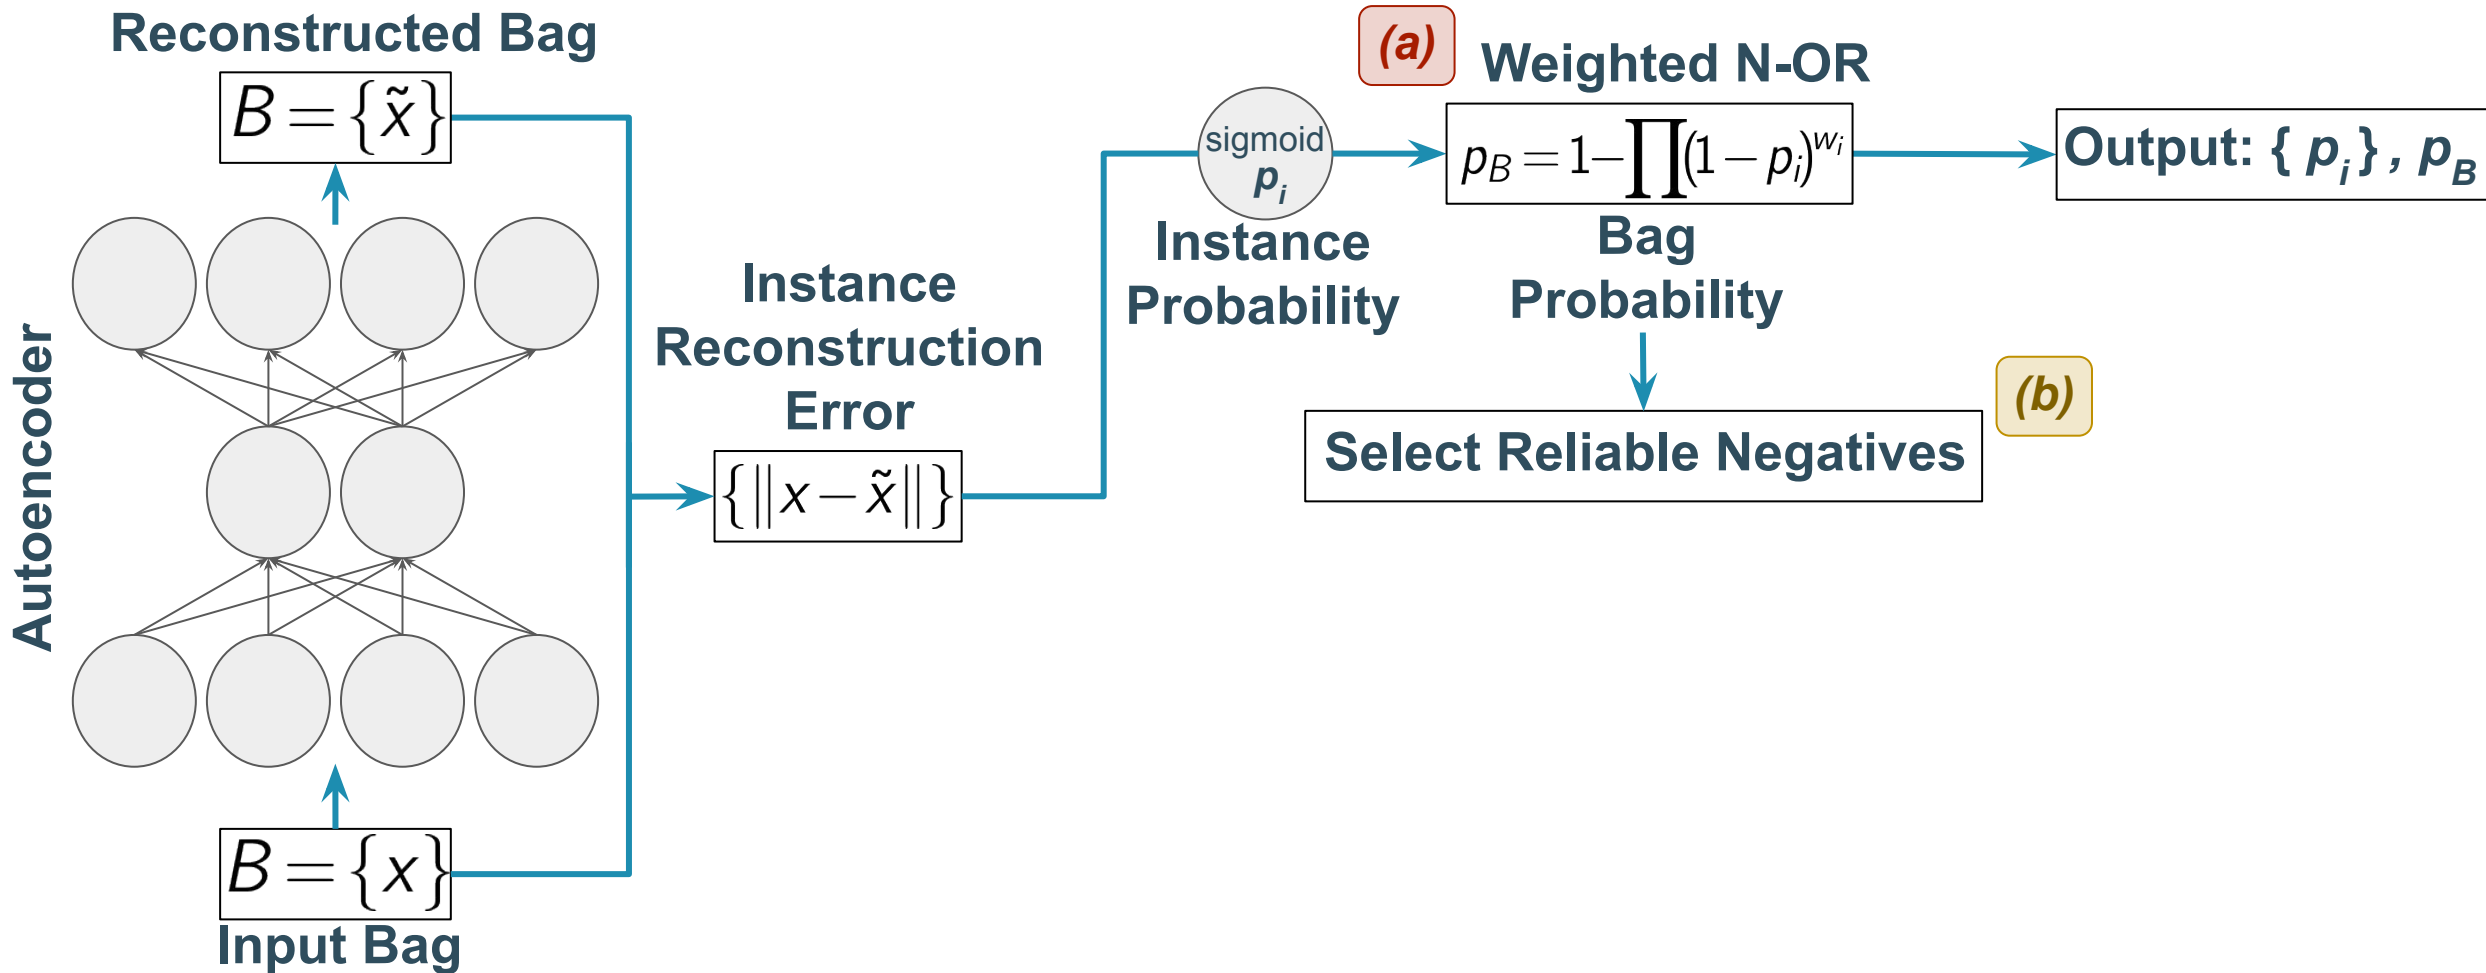 Reconstructed Bag
B = { x̃ }
Autoencoder
B = { x }
Input Bag
Instance
Reconstruction
Error
{ || x − x̃ || }
sigmoid
p_i
Instance
Probability
(a)
Weighted N-OR
p_B = 1 − ∏(1 − p_i)^{w_i}
Bag
Probability
Output: { p_i } , p_B
(b)
Select Reliable Negatives